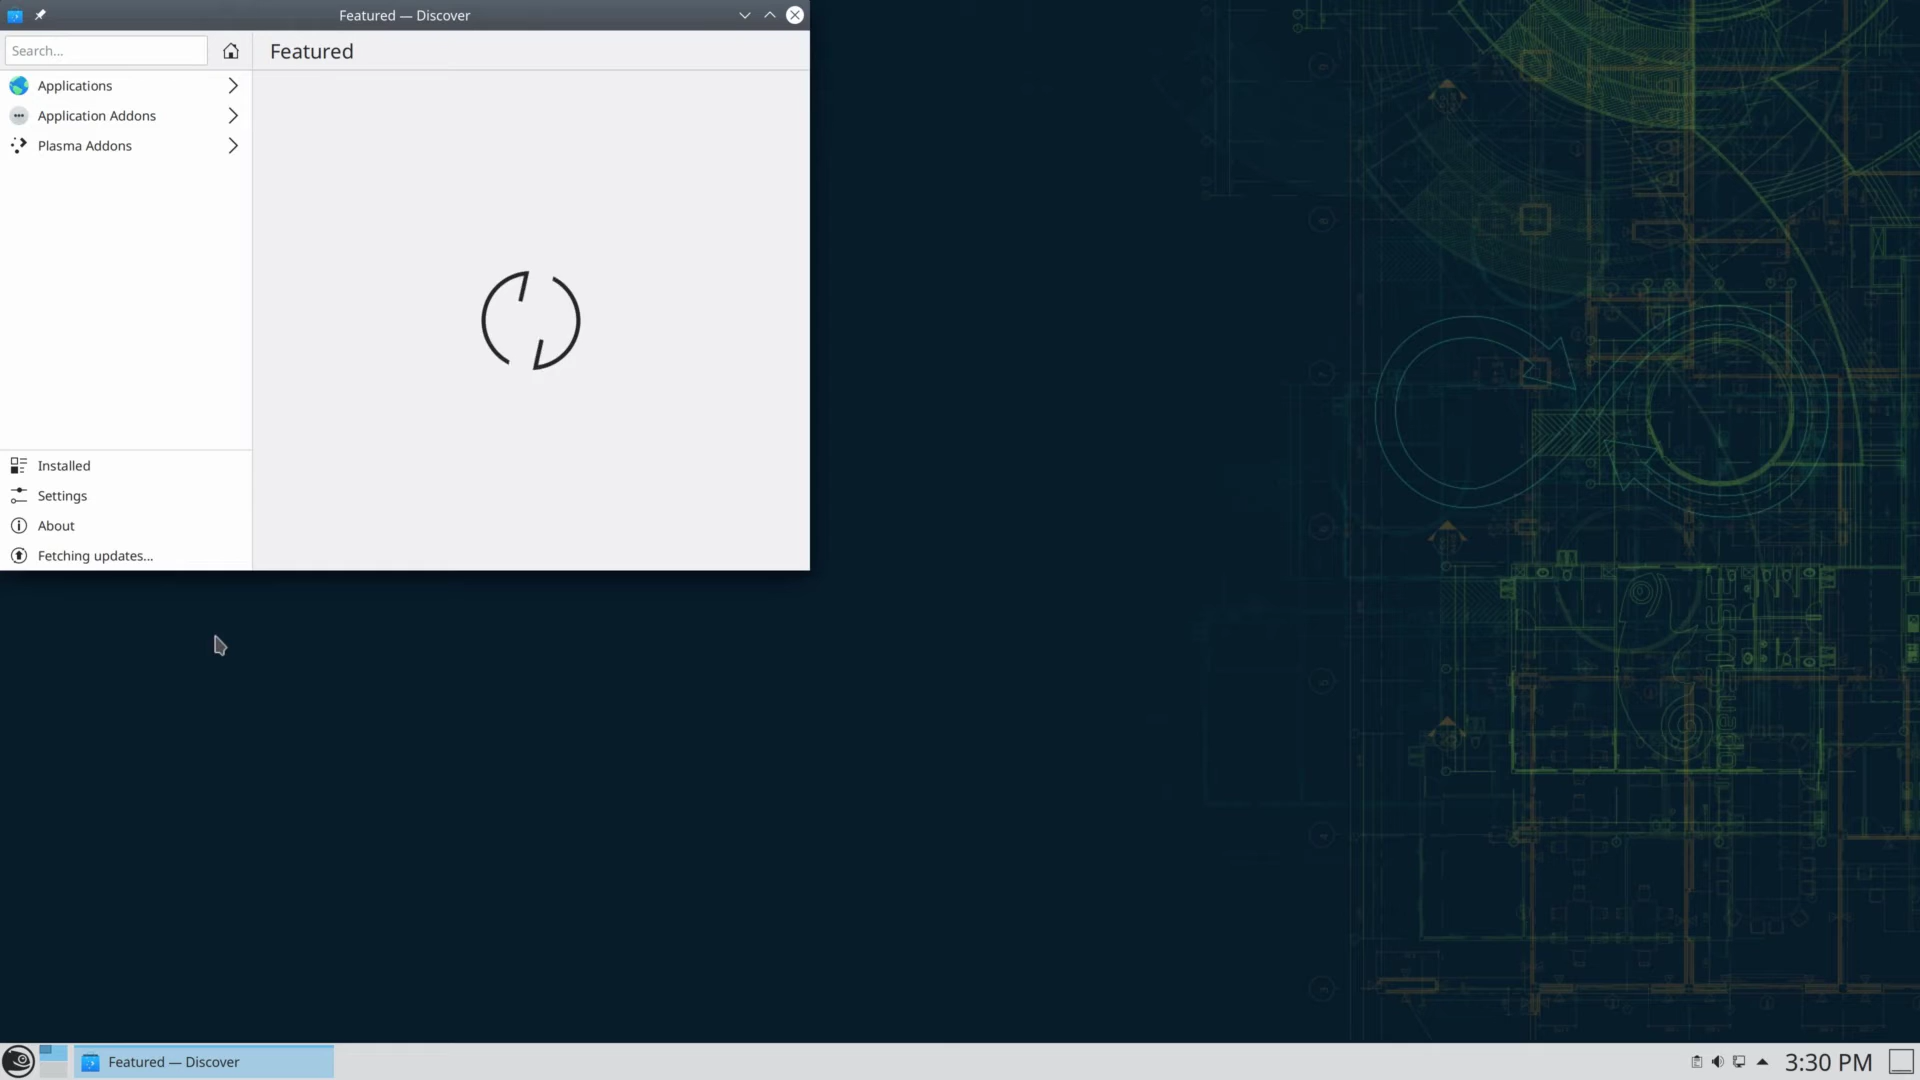 Featured — Discover
Search...
Featured
Applications
Application Addons
Plasma Addons
Installed
Settings
About
Fetching updates...
openSUSE
Featured — Discover
3:30 PM